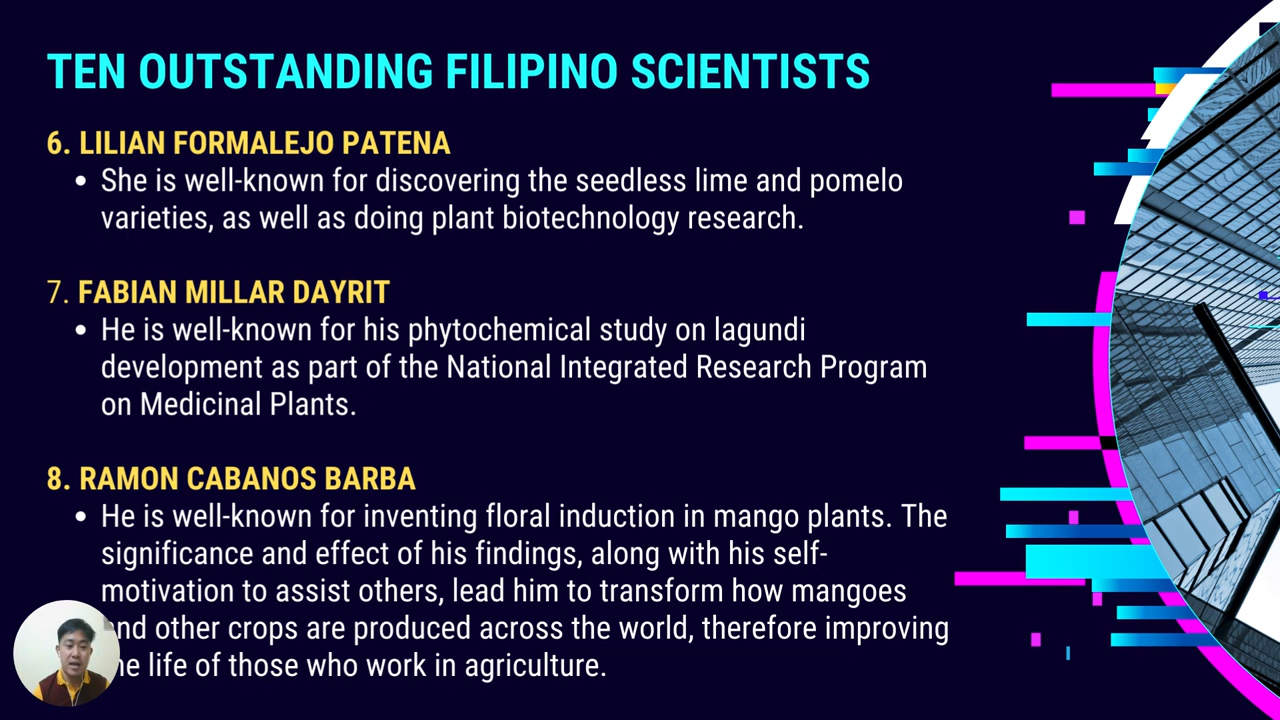 TEN OUTSTANDING FILIPINO SCIENTISTS
6. LILIAN FORMALEJO PATENA
• She is well-known for discovering the seedless lime and pomelo
varieties, as well as doing plant biotechnology research.
7. FABIAN MILLAR DAYRIT
• He is well-known for his phytochemical study on lagundi
development as part of the National Integrated Research Program
on Medicinal Plants.
8. RAMON CABANOS BARBA
• He is well-known for inventing floral induction in mango plants. The
significance and effect of his findings, along with his self-
motivation to assist others, lead him to transform how mangoes
and other crops are produced across the world, therefore improving
the life of those who work in agriculture.